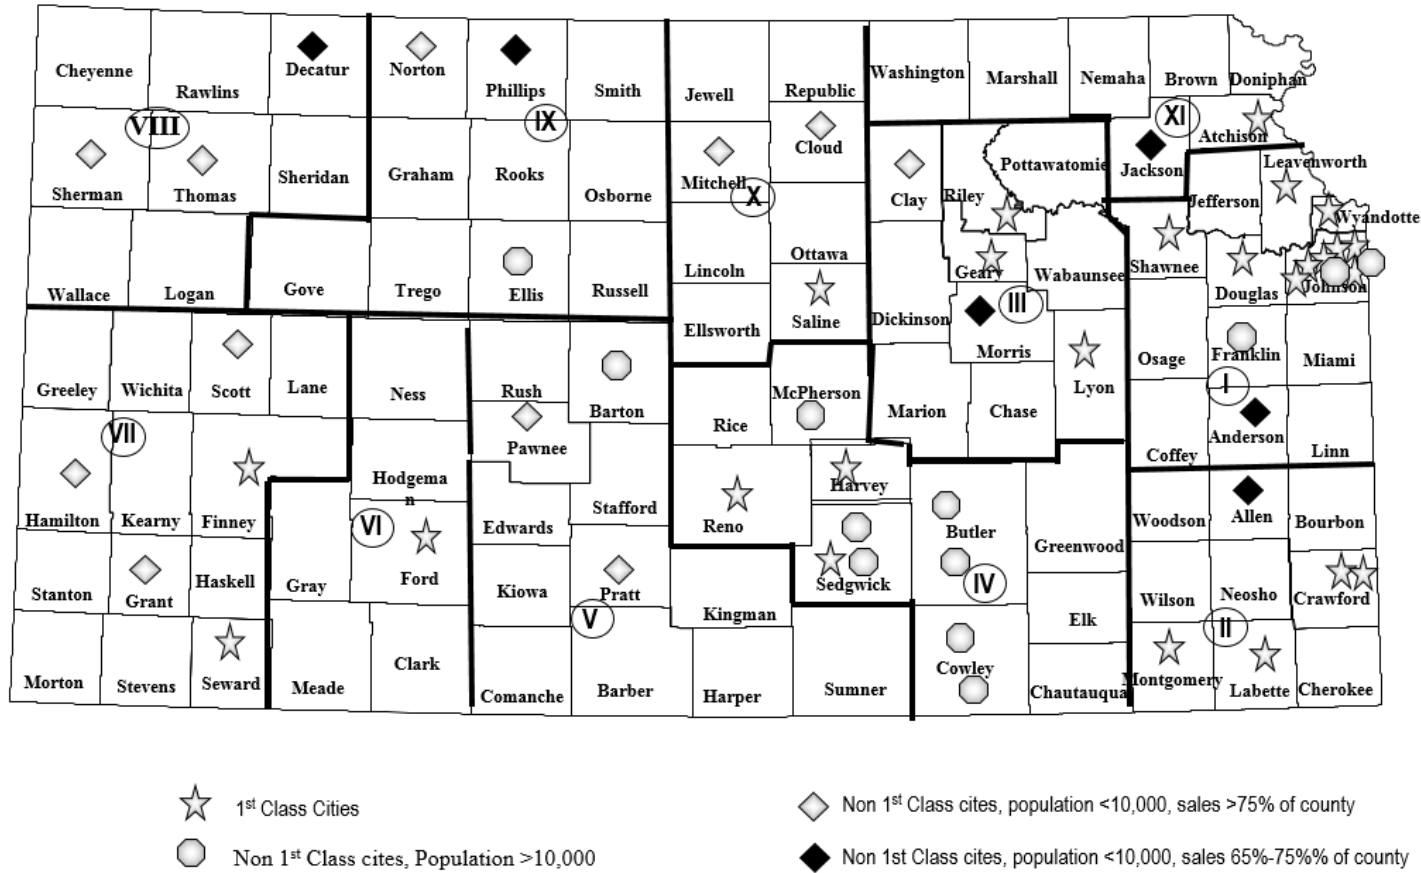 Cheyenne
Rawlins
Decatur
Norton
Phillips
Smith
Jewell
Republic
Washington
Marshall
Nemaha
Brown
Doniphan
VIII
IX
XI
Sherman
Thomas
Sheridan
Graham
Rooks
Osborne
Mitchell
Cloud
X
Clay
Riley
Pottawatomie
Jackson
Atchison
Jefferson
Leavenworth
Wyandotte
Wallace
Logan
Gove
Trego
Ellis
Russell
Lincoln
Ottawa
Ellsworth
Saline
Dickinson
Geary
Wabaunsee
III
Morris
Shawnee
Douglas
Johnson
Greeley
Wichita
Scott
Lane
Ness
Rush
Barton
Pawnee
Rice
McPherson
Marion
Chase
Lyon
Osage
Franklin
Miami
I
Coffey
Anderson
Linn
VII
Hamilton
Kearny
Finney
Hodgema
n
VI
Edwards
Stafford
Reno
Harvey
Butler
Greenwood
Woodson
Allen
Bourbon
Stanton
Grant
Haskell
Gray
Ford
Kiowa
Pratt
V
Kingman
Sedgwick
IV
Elk
Wilson
Neosho
II
Crawford
Morton
Stevens
Seward
Meade
Clark
Comanche
Barber
Harper
Sumner
Cowley
Chautauqua
Montgomery
Labette
Cherokee
1st Class Cities
Non 1st Class cites, Population >10,000
Non 1st Class cites, population <10,000, sales >75% of county
Non 1st Class cites, population <10,000, sales 65%-75%% of county